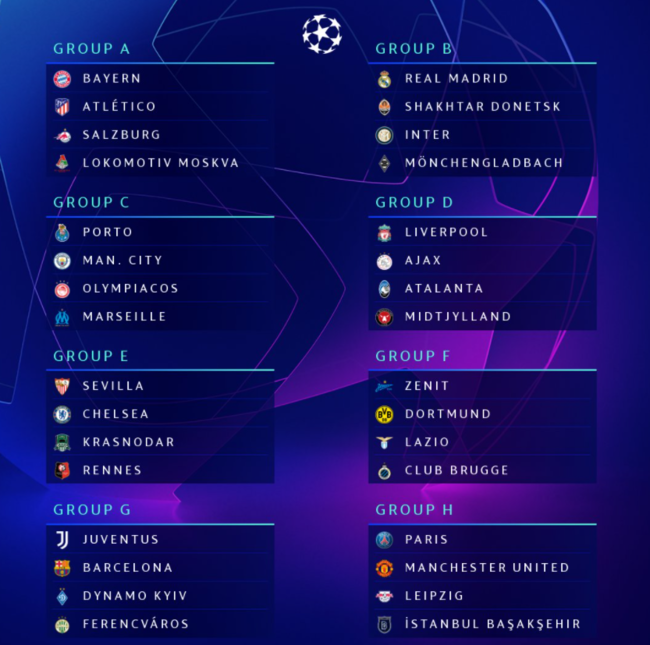 GROUP A
BAYERN
ATLÉTICO
SALZBURG
LOKOMOTIV MOSKVA
GROUP B
REAL MADRID
SHAKHTAR DONETSK
INTER
MÖNCHENGLADBACH
GROUP C
PORTO
MAN. CITY
OLYMPIACOS
MARSEILLE
GROUP D
LIVERPOOL
AJAX
ATALANTA
MIDTJYLLAND
GROUP E
SEVILLA
CHELSEA
KRASNODAR
RENNES
GROUP F
ZENIT
DORTMUND
LAZIO
CLUB BRUGGE
GROUP G
JUVENTUS
BARCELONA
DYNAMO KYIV
FERENCVÁROS
GROUP H
PARIS
MANCHESTER UNITED
LEIPZIG
İSTANBUL BAŞAKŞEHİR